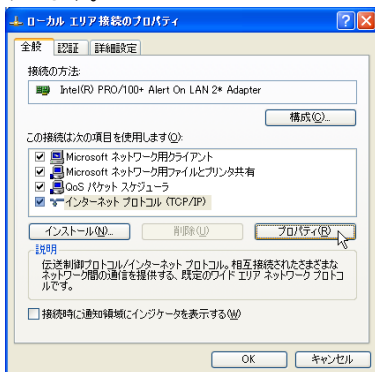 ローカル エリア接続のプロパティ
全般 認証 詳細設定
接続の方法:
Intel(R) PRO/100+ Alert On LAN 2* Adapter
構成(C)...
この接続は次の項目を使用します(O):
Microsoft ネットワーク用クライアント
Microsoft ネットワーク用ファイルとプリンタ共有
QoS パケット スケジューラ
インターネット プロトコル (TCP/IP)
インストール(N)... 削除(U) プロパティ(R)
説明
伝送制御プロトコル/インターネット プロトコル。相互接続されたさまざまな
ネットワーク間の通信を提供する、既定のワイド エリア ネットワーク プロトコ
ルです。
接続時に通知領域にインジケータを表示する(W)
OK キャンセル